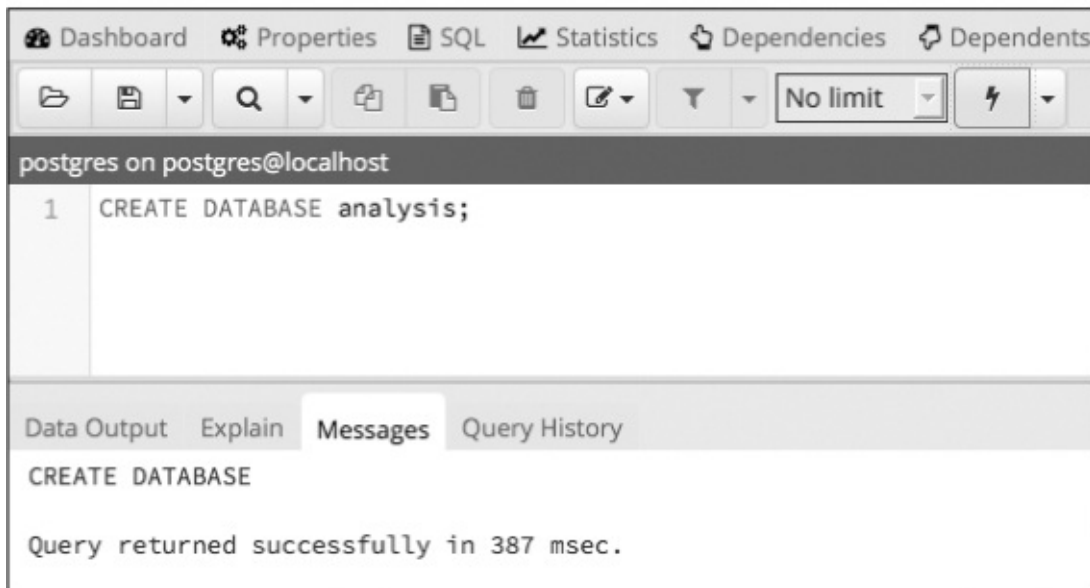 Dashboard Properties SQL Statistics Dependencies Dependents
No limit
postgres on postgres@localhost
1 CREATE DATABASE analysis;
Data Output Explain Messages Query History
CREATE DATABASE
Query returned successfully in 387 msec.